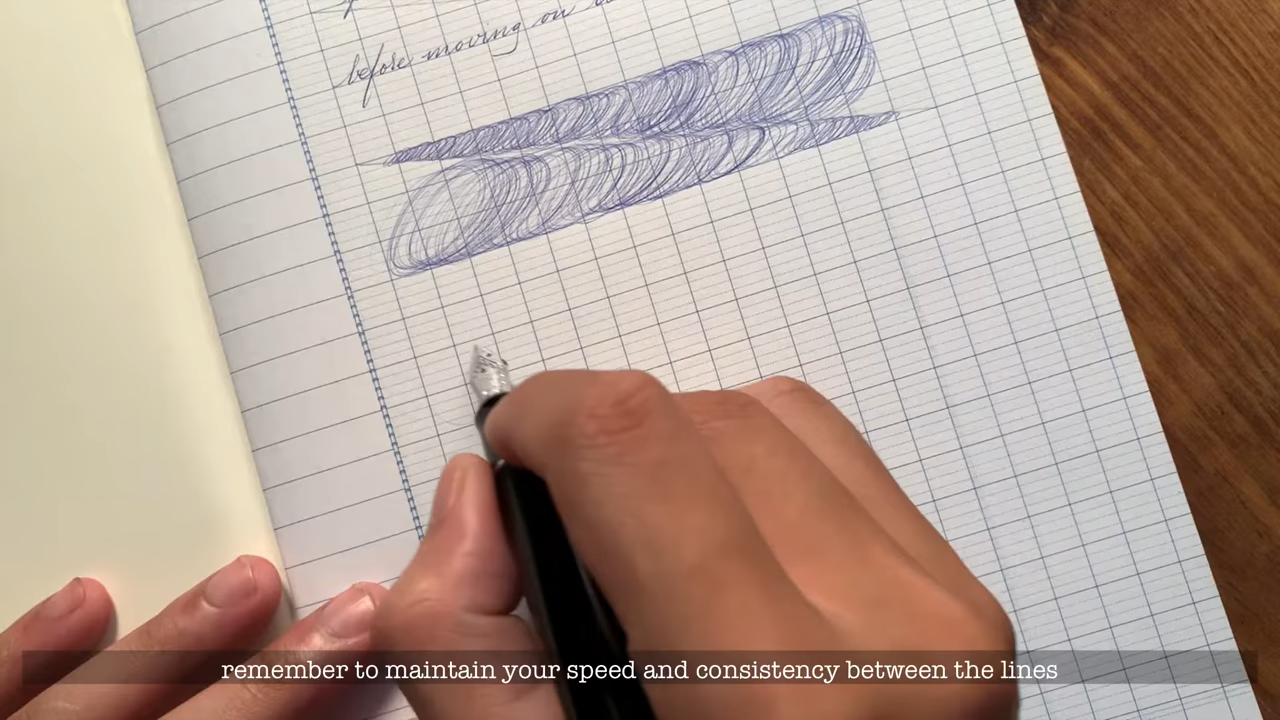 before moving on
remember to maintain your speed and consistency between the lines